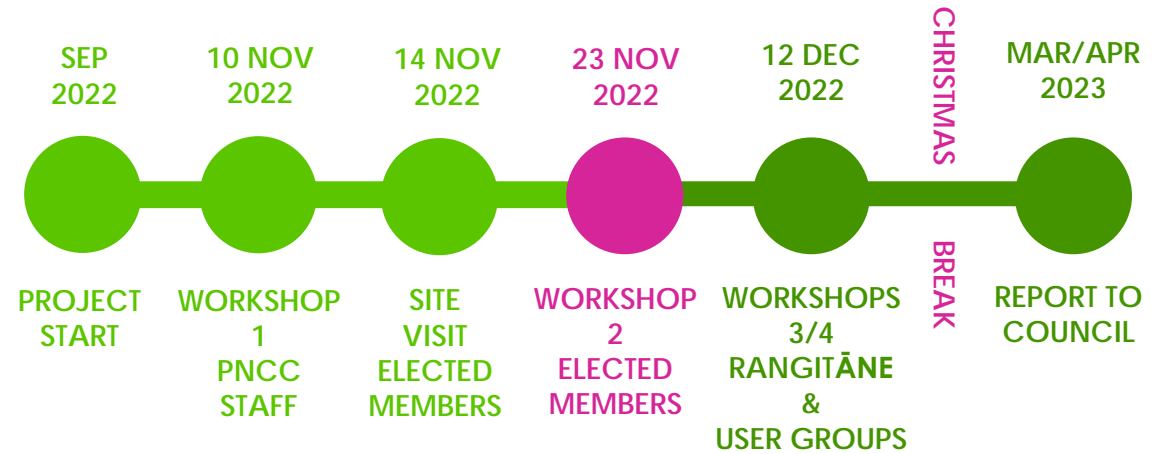 SEP
2022
10 NOV
2022
14 NOV
2022
23 NOV
2022
12 DEC
2022
CHRISTMAS
BREAK
MAR/APR
2023
PROJECT
START
WORKSHOP
1
PNCC
STAFF
SITE
VISIT
ELECTED
MEMBERS
WORKSHOP
2
ELECTED
MEMBERS
WORKSHOPS
3/4
RANGITĀNE
&
USER GROUPS
REPORT TO
COUNCIL